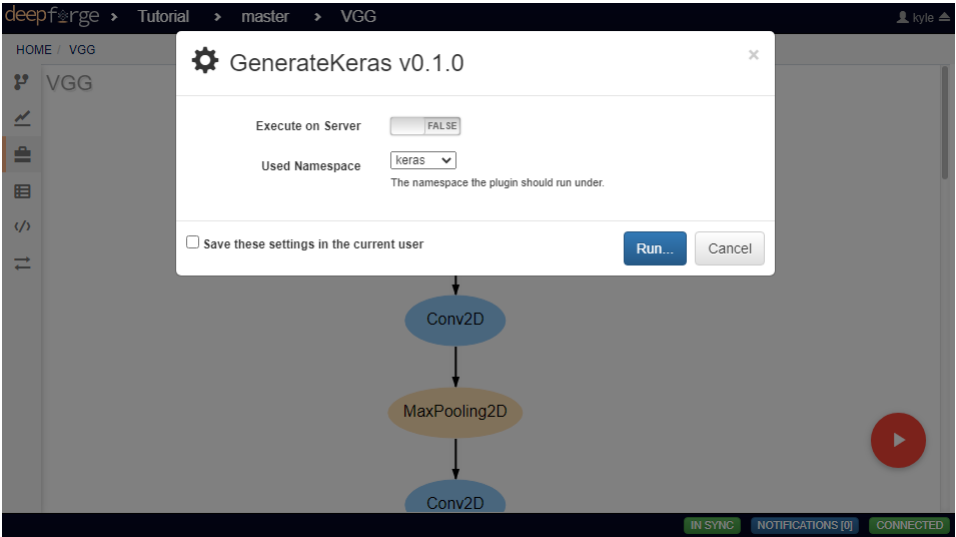 deepforge › Tutorial › master › VGG kyle
HOME / VGG
VGG
GenerateKeras v0.1.0
×
Execute on Server FALSE
Used Namespace keras
The namespace the plugin should run under.
Save these settings in the current user
Run... Cancel
Conv2D
MaxPooling2D
Conv2D
IN SYNC NOTIFICATIONS [0] CONNECTED